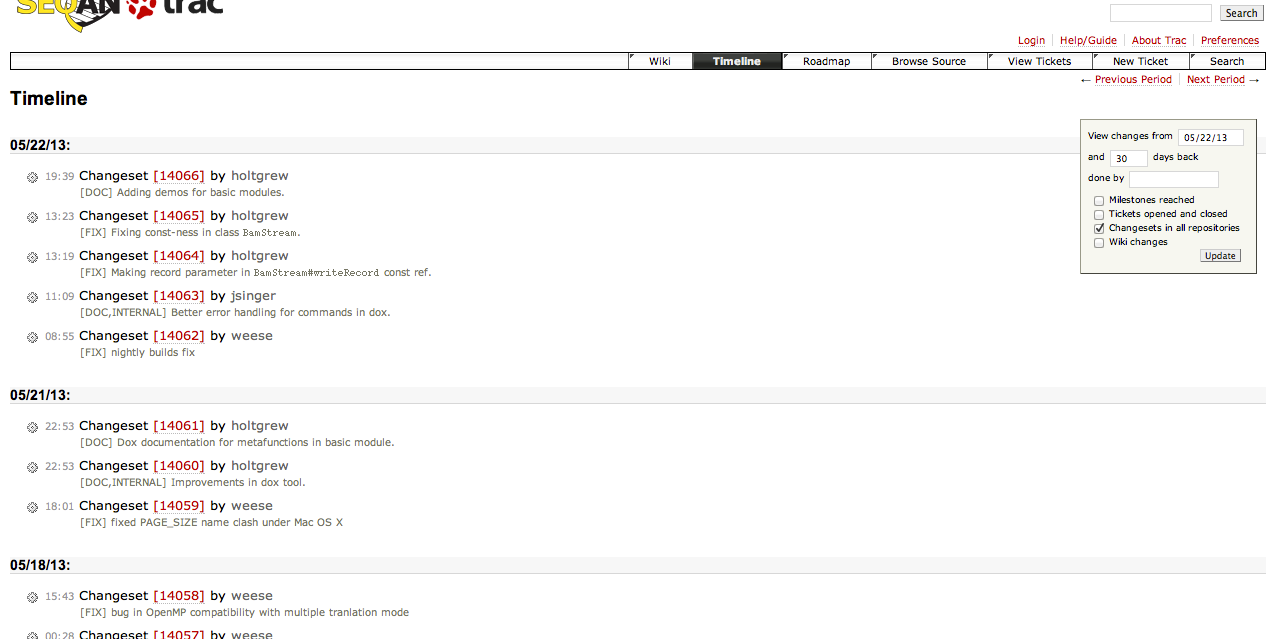 SEQAN trac
Search
Login Help/Guide About Trac Preferences
Wiki Timeline Roadmap Browse Source View Tickets New Ticket Search
← Previous Period Next Period →
Timeline
View changes from 05/22/13
and 30 days back
done by
Milestones reached
Tickets opened and closed
Changesets in all repositories
Wiki changes
Update
05/22/13:
19:39 Changeset [14066] by holtgrew
[DOC] Adding demos for basic modules.
13:23 Changeset [14065] by holtgrew
[FIX] Fixing const-ness in class BamStream.
13:19 Changeset [14064] by holtgrew
[FIX] Making record parameter in BamStream#writeRecord const ref.
11:09 Changeset [14063] by jsinger
[DOC,INTERNAL] Better error handling for commands in dox.
08:55 Changeset [14062] by weese
[FIX] nightly builds fix
05/21/13:
22:53 Changeset [14061] by holtgrew
[DOC] Dox documentation for metafunctions in basic module.
22:53 Changeset [14060] by holtgrew
[DOC,INTERNAL] Improvements in dox tool.
18:01 Changeset [14059] by weese
[FIX] fixed PAGE_SIZE name clash under Mac OS X
05/18/13:
15:43 Changeset [14058] by weese
[FIX] bug in OpenMP compatibility with multiple tranlation mode
00:28 Changeset [14057] by weese